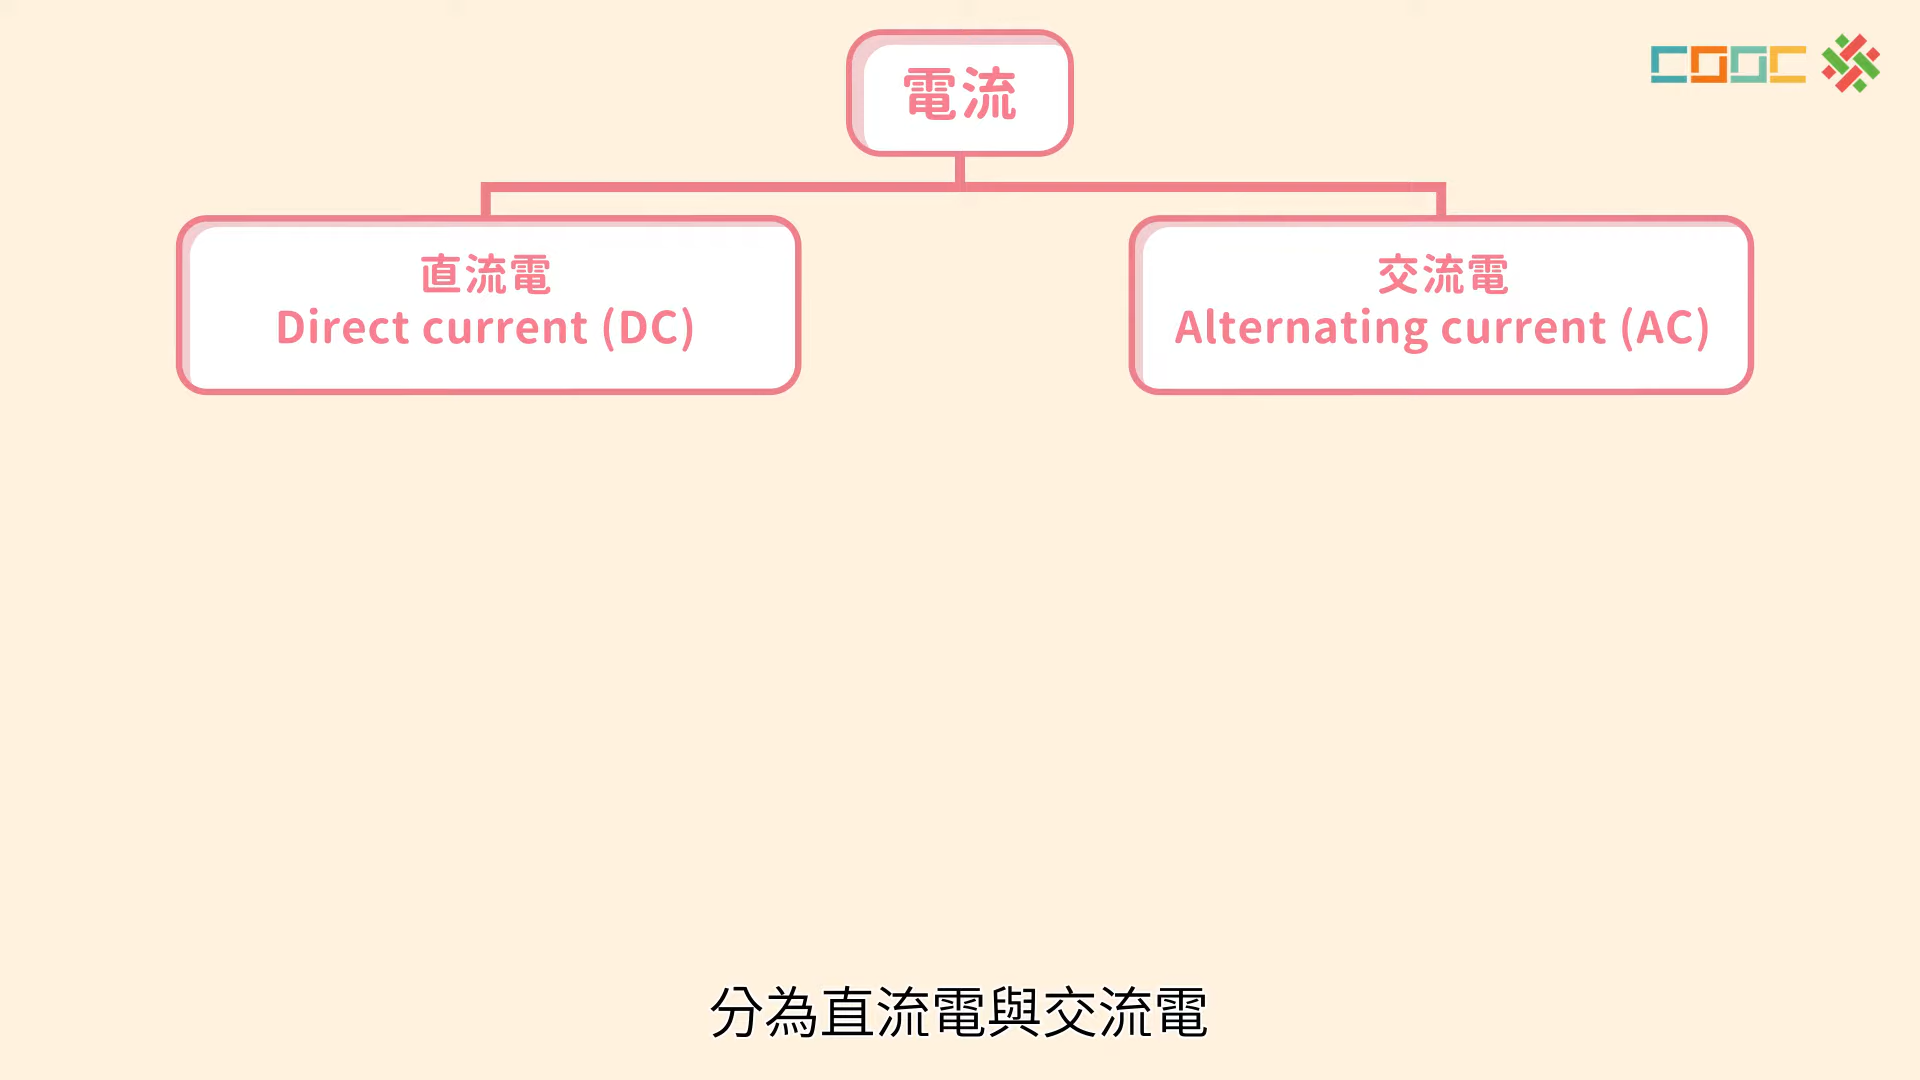 電流
COOC
直流電
Direct current (DC)
交流電
Alternating current (AC)
分為直流電與交流電